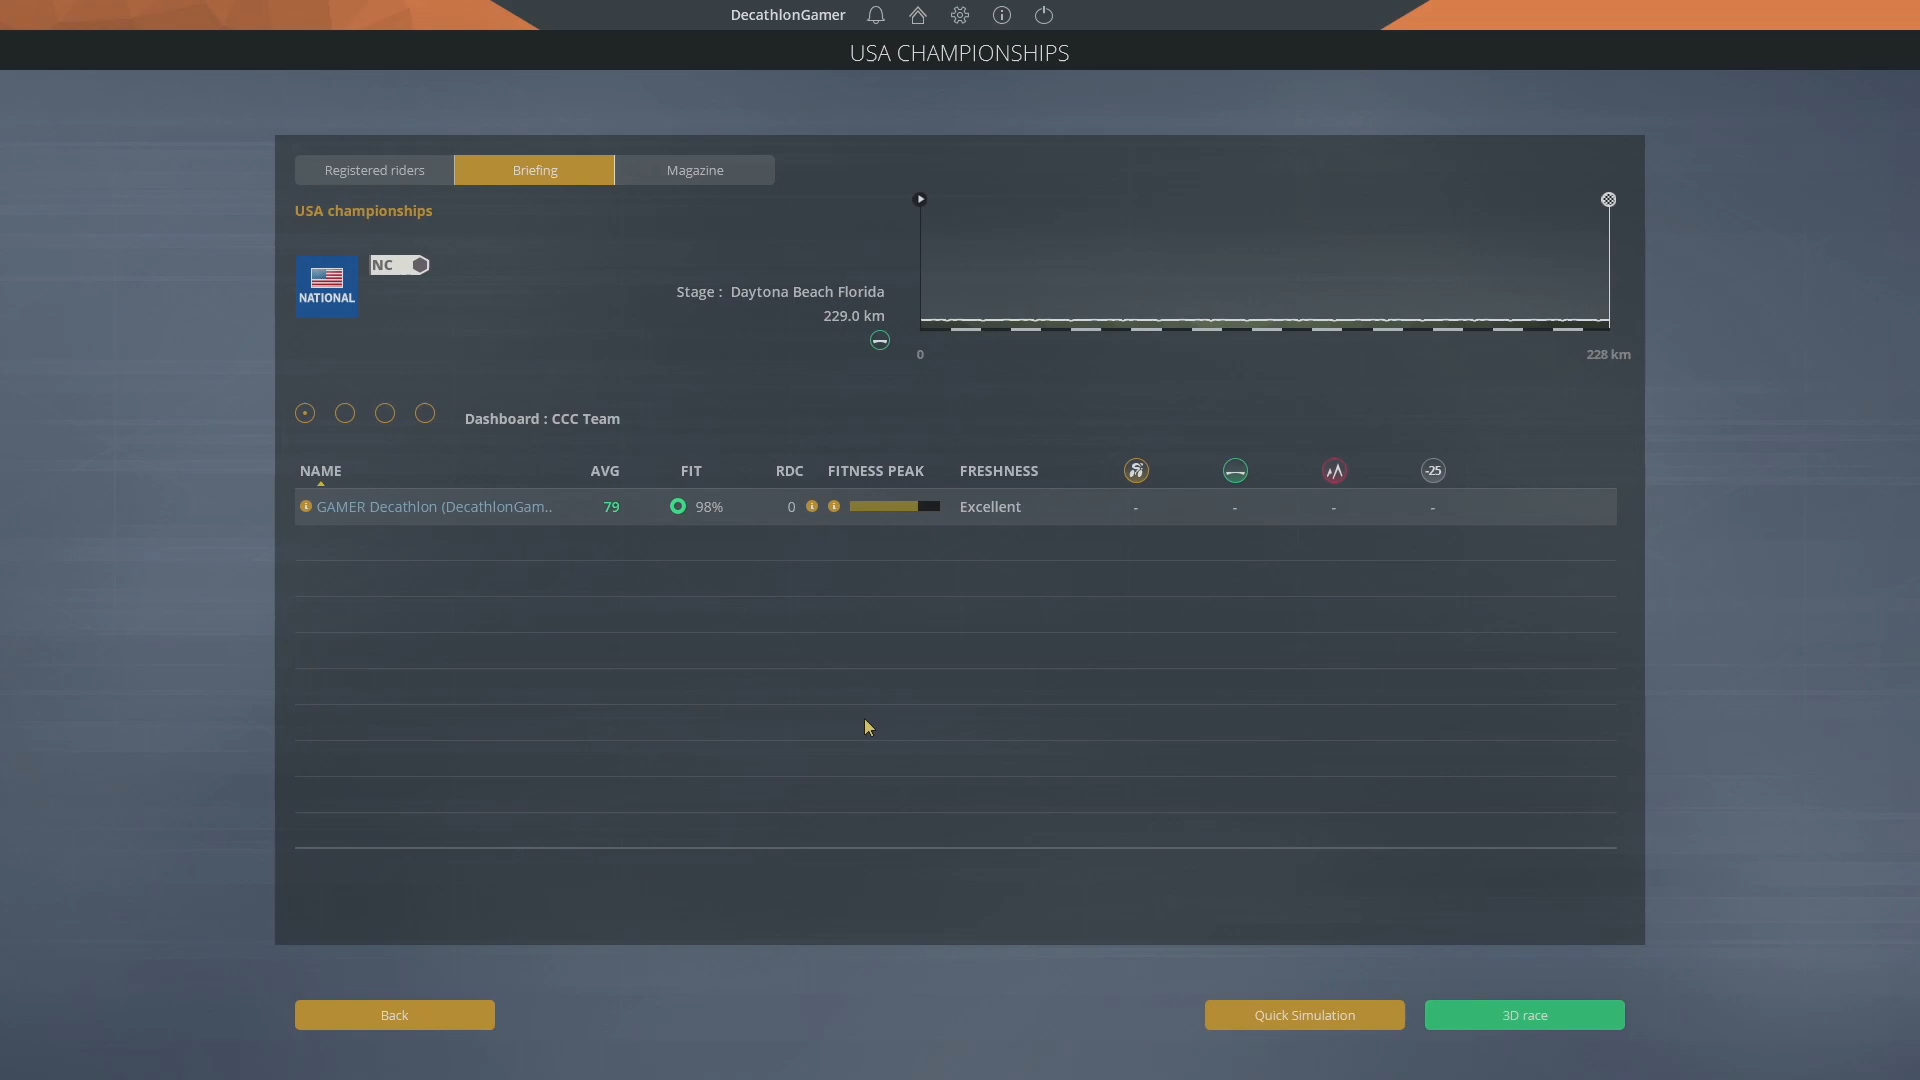 DecathlonGamer
USA CHAMPIONSHIPS
Registered riders
Briefing
Magazine
USA championships
NC
NATIONAL
Stage : Daytona Beach Florida
229.0 km
0
228 km
Dashboard : CCC Team
NAME AVG FIT RDC FITNESS PEAK FRESHNESS -25
GAMER Decathlon (DecathlonGam.. 79 98% 0 Excellent - - - -
Back
Quick Simulation
3D race